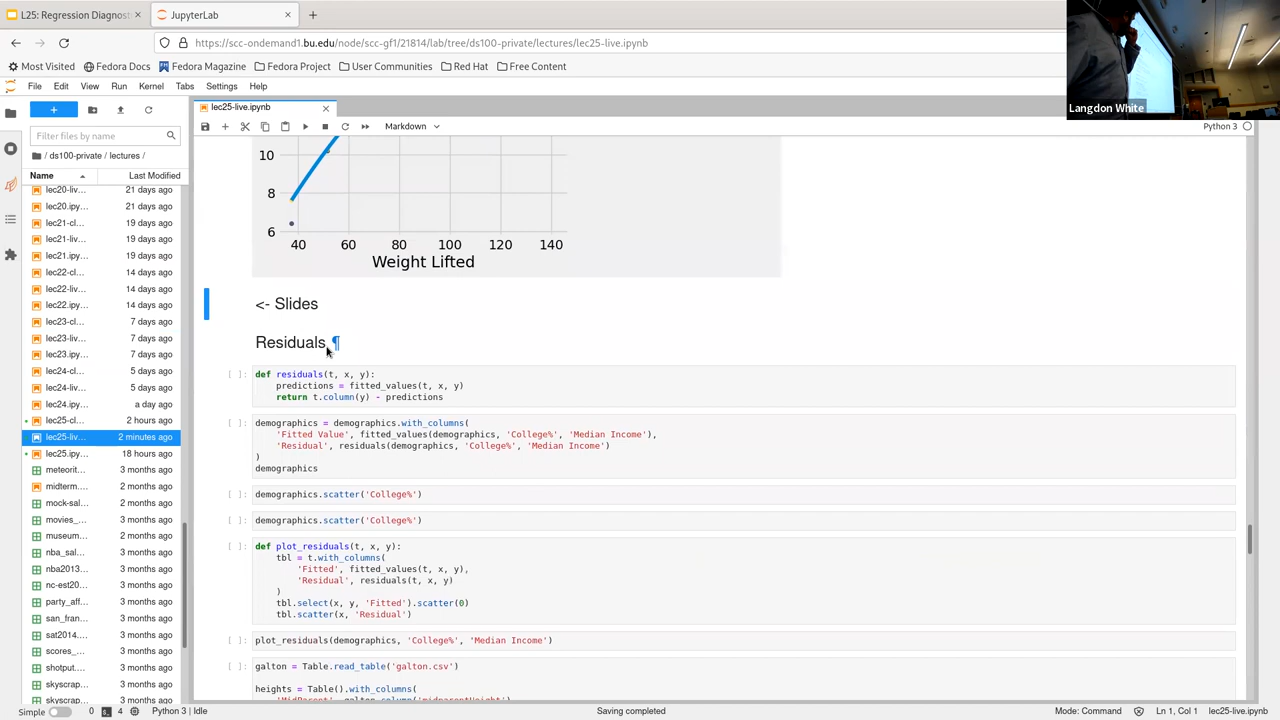 L25: Regression Diagnost
JupyterLab
https://scc-ondemand1.bu.edu/node/scc-gf1/21814/lab/tree/ds100-private/lectures/lec25-live.ipynb
Most Visited
Fedora Docs
Fedora Magazine
Fedora Project
User Communities
Red Hat
Free Content
Langdon White
File Edit View Run Kernel Tabs Settings Help
lec25-live.ipynb
Markdown
Python 3
Filter files by name
/ ds100-private / lectures /
Name Last Modified
lec20-liv... 21 days ago
lec20.ipy... 21 days ago
lec21-cl... 19 days ago
lec21-liv... 19 days ago
lec21.ipy... 19 days ago
lec22-cl... 14 days ago
lec22-liv... 14 days ago
lec22.ipy... 14 days ago
lec23-cl... 7 days ago
lec23-liv... 7 days ago
lec23.ipy... 7 days ago
lec24-cl... 5 days ago
lec24-liv... 5 days ago
lec24.ipy... a day ago
lec25-cl... 2 hours ago
lec25-liv... 2 minutes ago
lec25.ipy... 18 hours ago
meteorit... 3 months ago
midterm.... 2 months ago
mock-sal... 2 months ago
movies_... 3 months ago
museum... 2 months ago
nba_sal... 3 months ago
nba2013... 3 months ago
nc-est20... 3 months ago
party_aff... 3 months ago
san_fran... 3 months ago
sat2014.... 3 months ago
scores_... 3 months ago
shotput.... 3 months ago
skyscrap... 3 months ago
skyscrap... 3 months ago
10
8
6
40 60 80 100 120 140
Weight Lifted
<- Slides
Residuals ¶
[ ]: def residuals(t, x, y):
predictions = fitted_values(t, x, y)
return t.column(y) - predictions
[ ]: demographics = demographics.with_columns(
'Fitted Value', fitted_values(demographics, 'College%', 'Median Income'),
'Residual', residuals(demographics, 'College%', 'Median Income')
)
demographics
[ ]: demographics.scatter('College%')
[ ]: demographics.scatter('College%')
[ ]: def plot_residuals(t, x, y):
tbl = t.with_columns(
'Fitted', fitted_values(t, x, y),
'Residual', residuals(t, x, y)
)
tbl.select(x, y, 'Fitted').scatter(0)
tbl.scatter(x, 'Residual')
[ ]: plot_residuals(demographics, 'College%', 'Median Income')
[ ]: galton = Table.read_table('galton.csv')
heights = Table().with_columns(
'MidParent', galton.column('midparentHeight'),
Simple 0 $_ 4 Python 3 | Idle Saving completed Mode: Command Ln 1, Col 1 lec25-live.ipynb